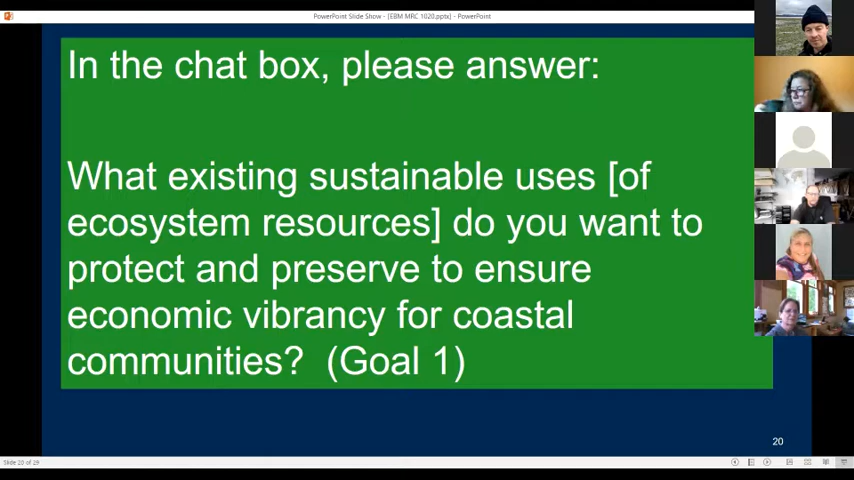 PowerPoint Slide Show - [EBM MRC 1020.pptx] - PowerPoint
In the chat box, please answer:
What existing sustainable uses [of
ecosystem resources] do you want to
protect and preserve to ensure
economic vibrancy for coastal
communities? (Goal 1)
20
Slide 20 of 29